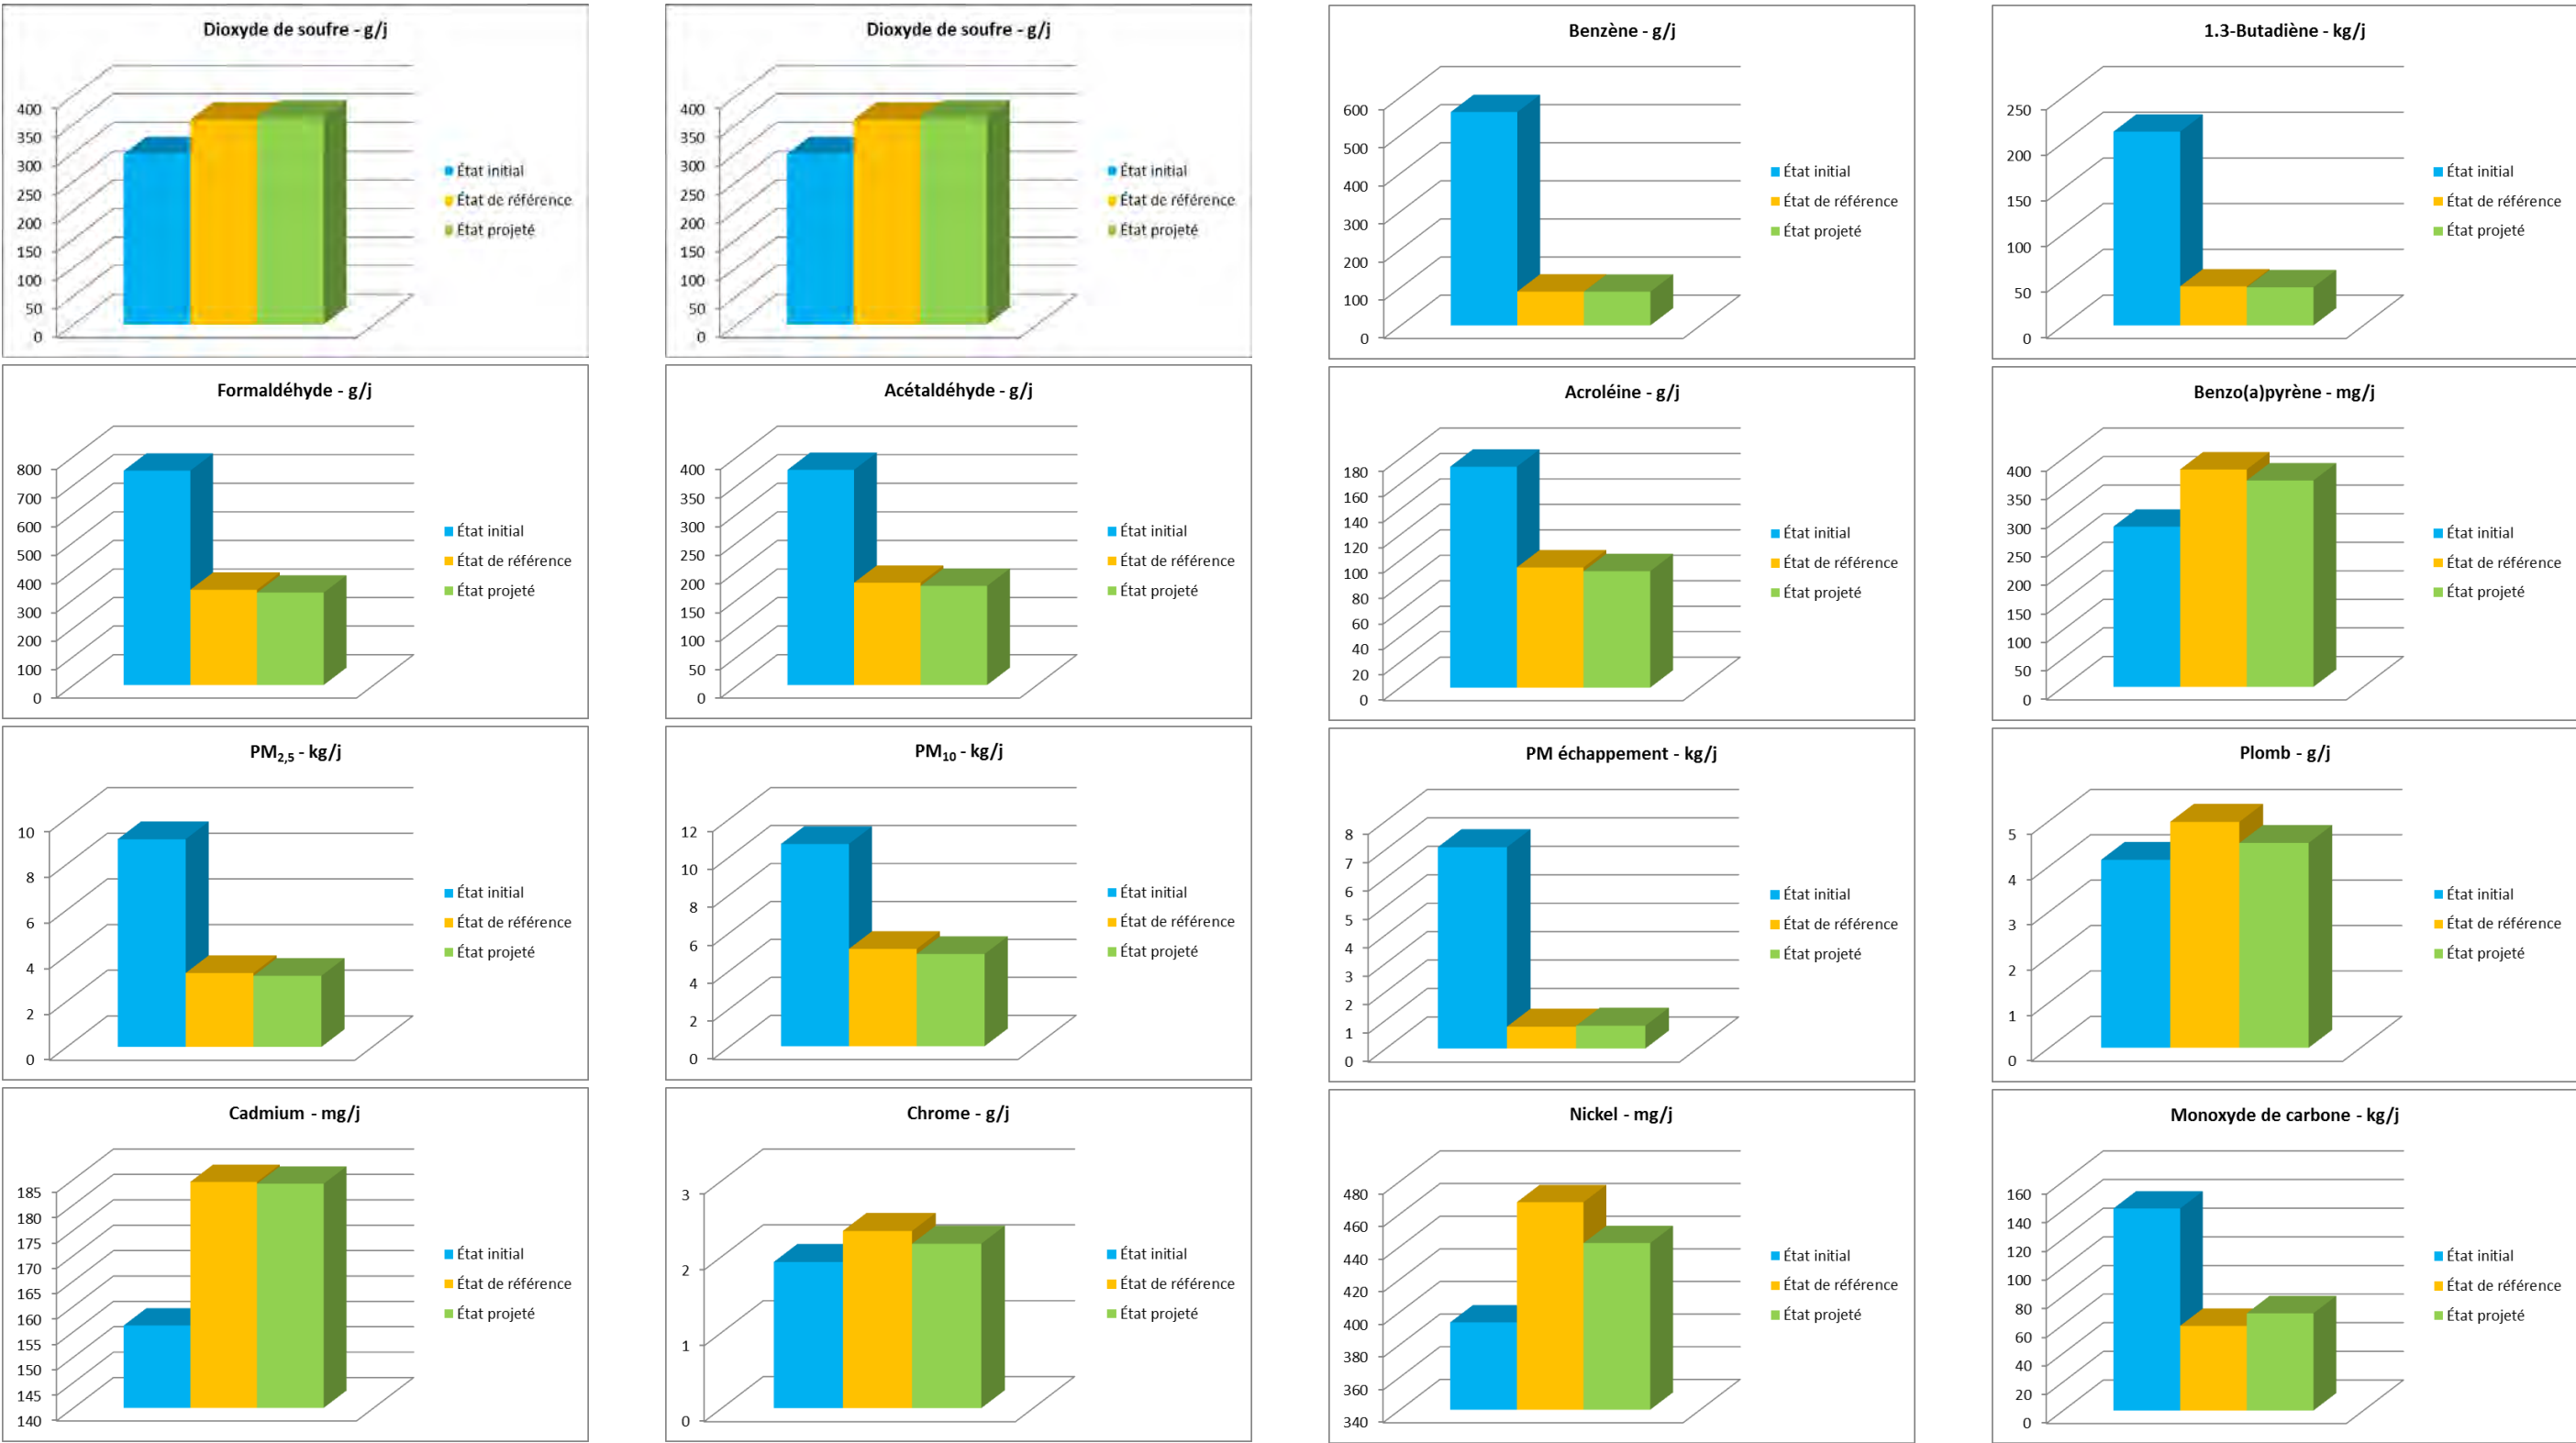 Dioxyde de soufre - g/j
400
350
300
250
200
150
100
50
0
État initial
État de référence
État projeté
Dioxyde de soufre - g/j
400
350
300
250
200
150
100
50
0
État initial
État de référence
État projeté
Benzène - g/j
600
500
400
300
200
100
0
État initial
État de référence
État projeté
1.3-Butadiène - kg/j
250
200
150
100
50
0
État initial
État de référence
État projeté
Formaldéhyde - g/j
800
700
600
500
400
300
200
100
0
État initial
État de référence
État projeté
Acétaldéhyde - g/j
400
350
300
250
200
150
100
50
0
État initial
État de référence
État projeté
Acroléine - g/j
180
160
140
120
100
80
60
40
20
0
État initial
État de référence
État projeté
Benzo(a)pyrène - mg/j
400
350
300
250
200
150
100
50
0
État initial
État de référence
État projeté
PM2,5 - kg/j
10
8
6
4
2
0
État initial
État de référence
État projeté
PM10 - kg/j
12
10
8
6
4
2
0
État initial
État de référence
État projeté
PM échappement - kg/j
8
7
6
5
4
3
2
1
0
État initial
État de référence
État projeté
Plomb - g/j
5
4
3
2
1
0
État initial
État de référence
État projeté
Cadmium - mg/j
185
180
175
170
165
160
155
150
145
140
État initial
État de référence
État projeté
Chrome - g/j
3
2
1
0
État initial
État de référence
État projeté
Nickel - mg/j
480
460
440
420
400
380
360
340
État initial
État de référence
État projeté
Monoxyde de carbone - kg/j
160
140
120
100
80
60
40
20
0
État initial
État de référence
État projeté